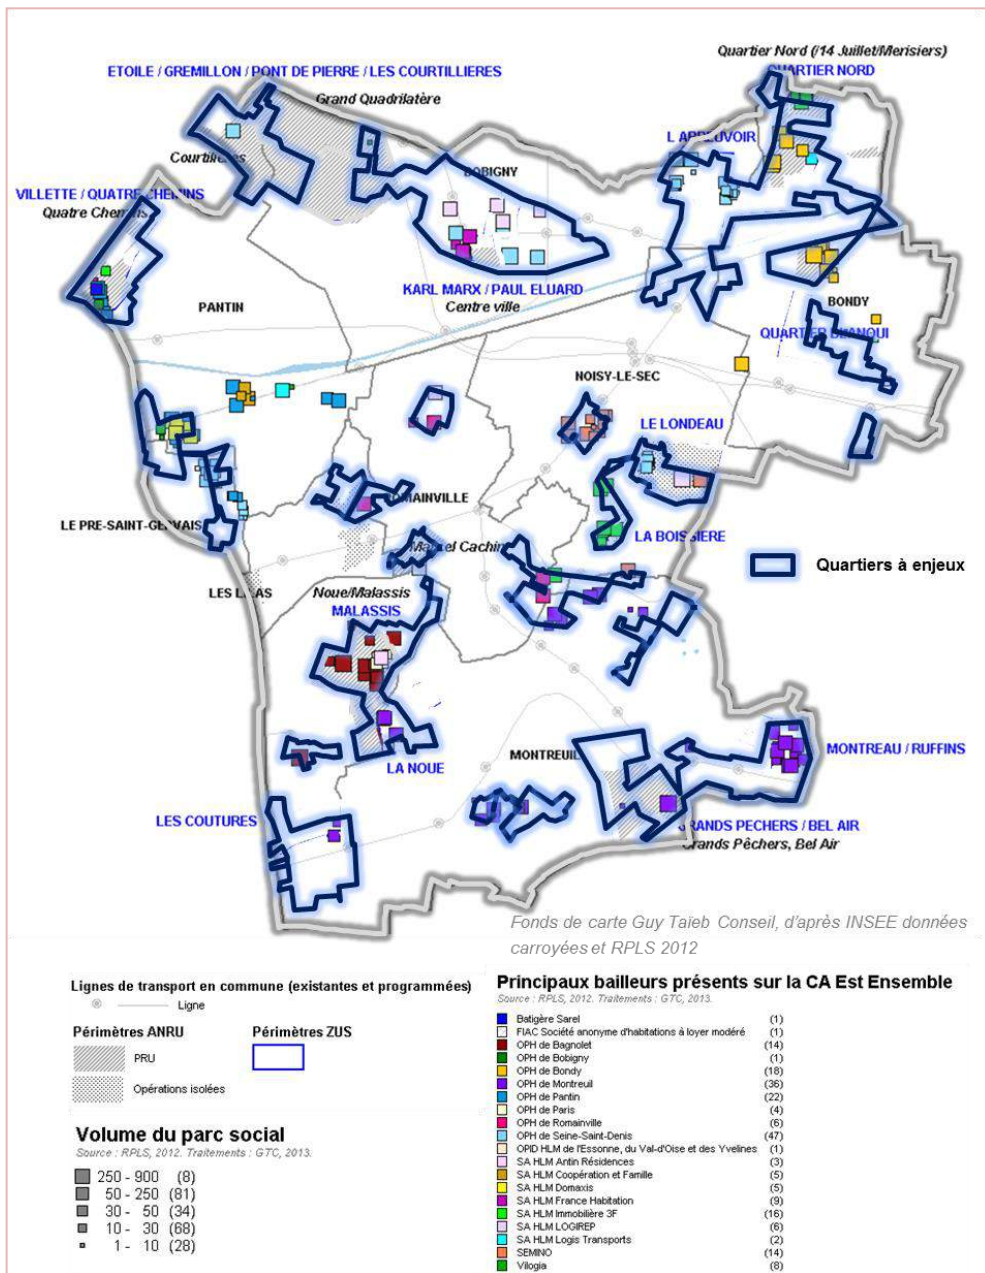 Quartier Nord (/14 Juillet/Merisiers)
ETOILE / GREMILLON / PONT DE PIERRE / LES COURTILLIERES
QUARTIER NORD
Grand Quadrilatère
L ABREUVOIR
Courtilières
BOBIGNY
VILLETTE / QUATRE CHEMINS
Quatre Chemins
KARL MARX / PAUL ELUARD
Centre ville
PANTIN
BONDY
QUARTIER BLANQUI
NOISY-LE-SEC
LE LONDEAU
ROMAINVILLE
LE PRE-SAINT-GERVAIS
LA BOISSIERE
Marcel Cachin
Quartiers à enjeux
LES LILAS
Noue/Malassis
MALASSIS
MONTREUIL
MONTREAU / RUFFINS
LA NOUE
LES COUTURES
GRANDS PECHERS / BEL AIR
Grands Pêchers, Bel Air
Fonds de carte Guy Taïeb Conseil, d'après INSEE données
carroyées et RPLS 2012
Lignes de transport en commune (existantes et programmées)
Ligne
Périmètres ANRU
Périmètres ZUS
PRU
Opérations isolées
Volume du parc social
Source : RPLS, 2012. Traitements : GTC, 2013.
250 - 900 (8)
50 - 250 (81)
30 - 50 (34)
10 - 30 (68)
1 - 10 (28)
Principaux bailleurs présents sur la CA Est Ensemble
Source : RPLS, 2012. Traitements : GTC, 2013.
Batigère Sarel (1)
FIAC Société anonyme d'habitations à loyer modéré (1)
OPH de Bagnolet (14)
OPH de Bobigny (1)
OPH de Bondy (18)
OPH de Montreuil (36)
OPH de Pantin (22)
OPH de Paris (4)
OPH de Romainville (6)
OPH de Seine-Saint-Denis (47)
OPID HLM de l'Essonne, du Val-d'Oise et des Yvelines (1)
SA HLM Antin Résidences (3)
SA HLM Coopération et Famille (5)
SA HLM Domaxis (5)
SA HLM France Habitation (9)
SA HLM Immobilière 3F (16)
SA HLM LOGIREP (6)
SA HLM Logis Transports (2)
SEMINO (14)
Vilogia (8)